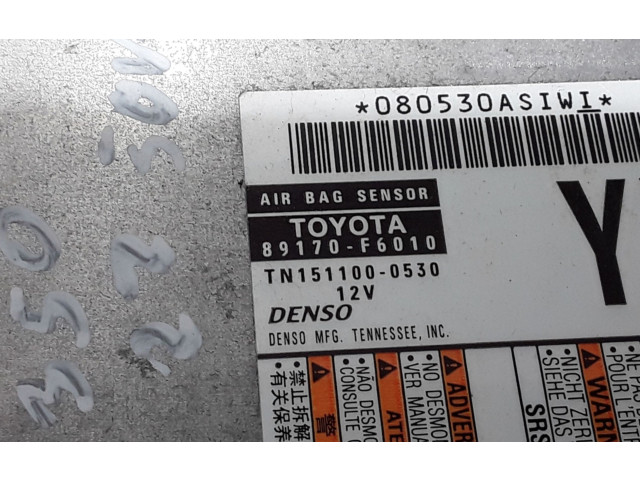 *080530ASIWI*
AIR BAG SENSOR
TOYOTA
89170-F6010
TN151100-0530
12V
Y
DENSO
DENSO MFG. TENNESSEE, INC.
• 禁止拆解
• 有关保养
警
• NÃO DESMO
CONSULTE
ATE
• NO DESMO
VER MANUA
ADVER
• NE
POUR L'ENT
NICHT ZER
SIEHE DAS
WARN
SRS